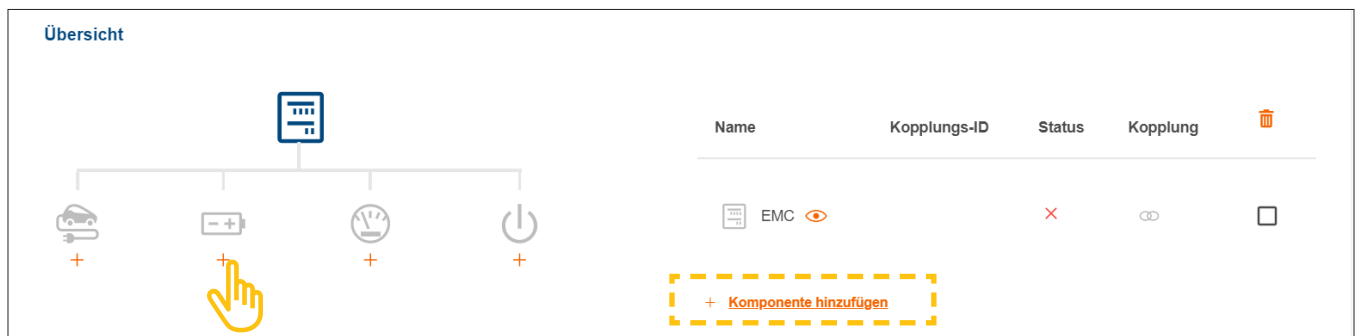 Übersicht
Name Kopplungs-ID Status Kopplung
EMC
+ + + +
+ Komponente hinzufügen